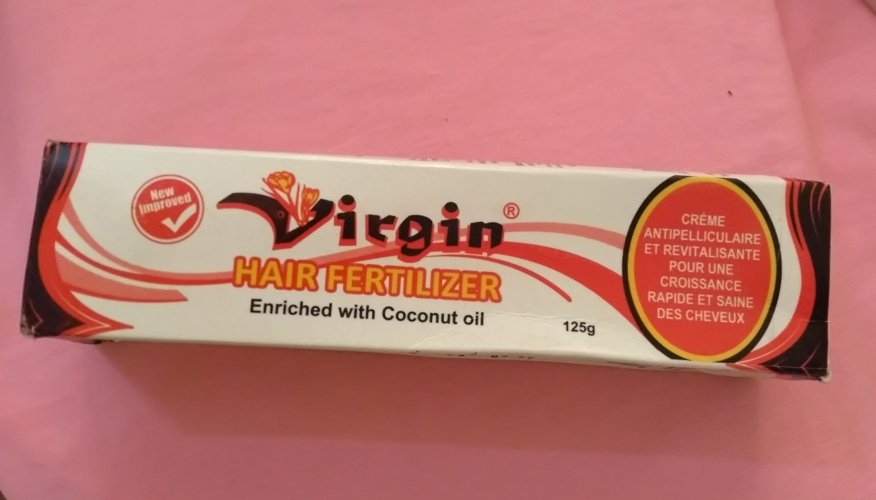 New
Improved
Virgin®
HAIR FERTILIZER
Enriched with Coconut oil
125g
CRÉME
ANTIPELLICULAIRE
ET REVITALISANTE
POUR UNE
CROISSANCE
RAPIDE ET SAINE
DES CHEVEUX